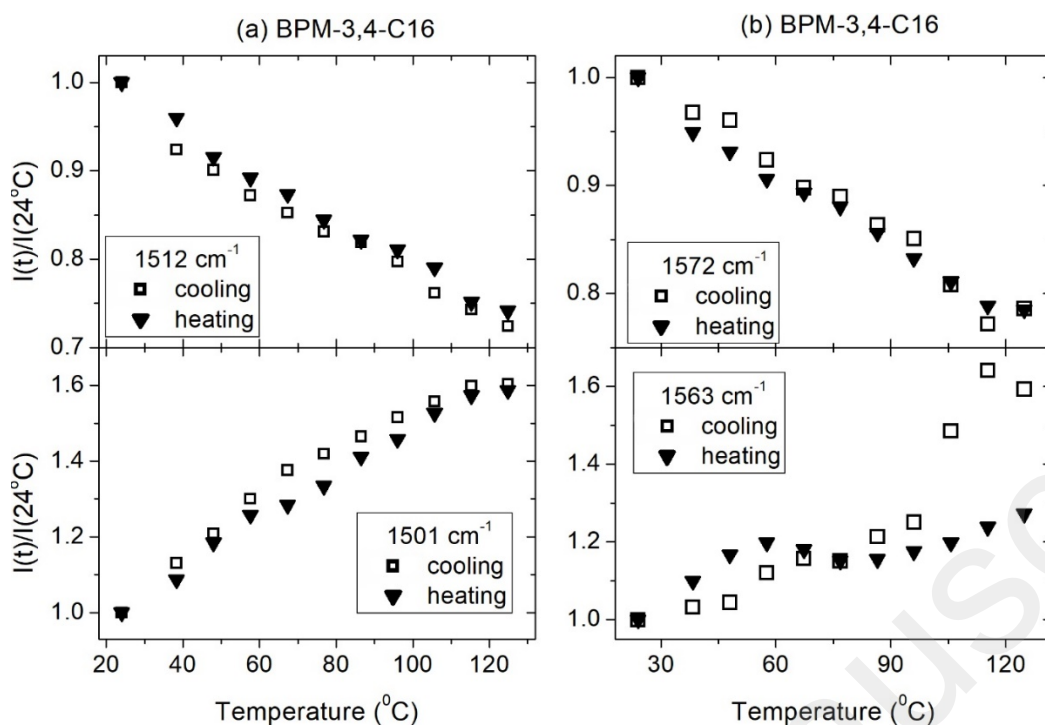 (a) BPM-3,4-C16
1.0
0.9
0.8
0.7
I(t)/I(24°C)
1512 cm⁻¹
cooling
heating
1.6
1.4
1.2
1.0
I(t)/I(24°C)
1501 cm⁻¹
cooling
heating
20 40 60 80 100 120
Temperature (⁰C)
(b) BPM-3,4-C16
1.0
0.9
0.8
1572 cm⁻¹
cooling
heating
1.6
1.4
1.2
1.0
1563 cm⁻¹
cooling
heating
30 60 90 120
Temperature (⁰C)